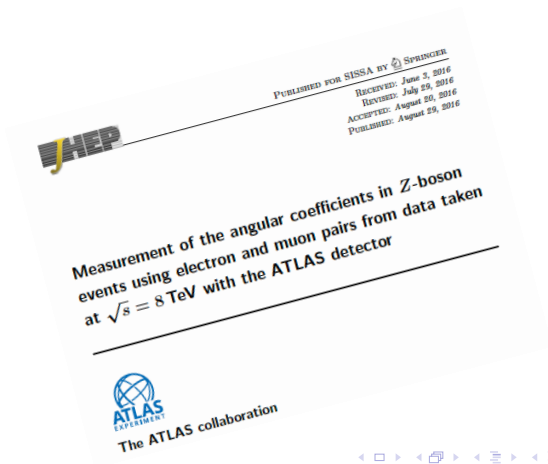 PUBLISHED FOR SISSA BY Springer
RECEIVED: June 3, 2016
REVISED: July 29, 2016
ACCEPTED: August 20, 2016
PUBLISHED: August 29, 2016
JHEP
Measurement of the angular coefficients in Z-boson
events using electron and muon pairs from data taken
at √s = 8 TeV with the ATLAS detector
ATLAS
EXPERIMENT
The ATLAS collaboration